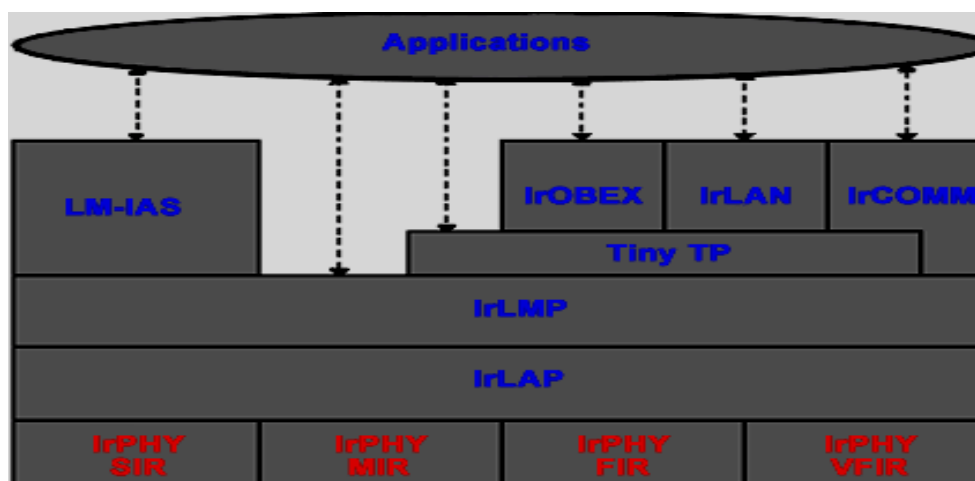 Applications
LM-IAS
IrOBEX
IrLAN
IrCOMM
Tiny TP
IrLMP
IrLAP
IrPHY
SIR
IrPHY
MIR
IrPHY
FIR
IrPHY
VFIR